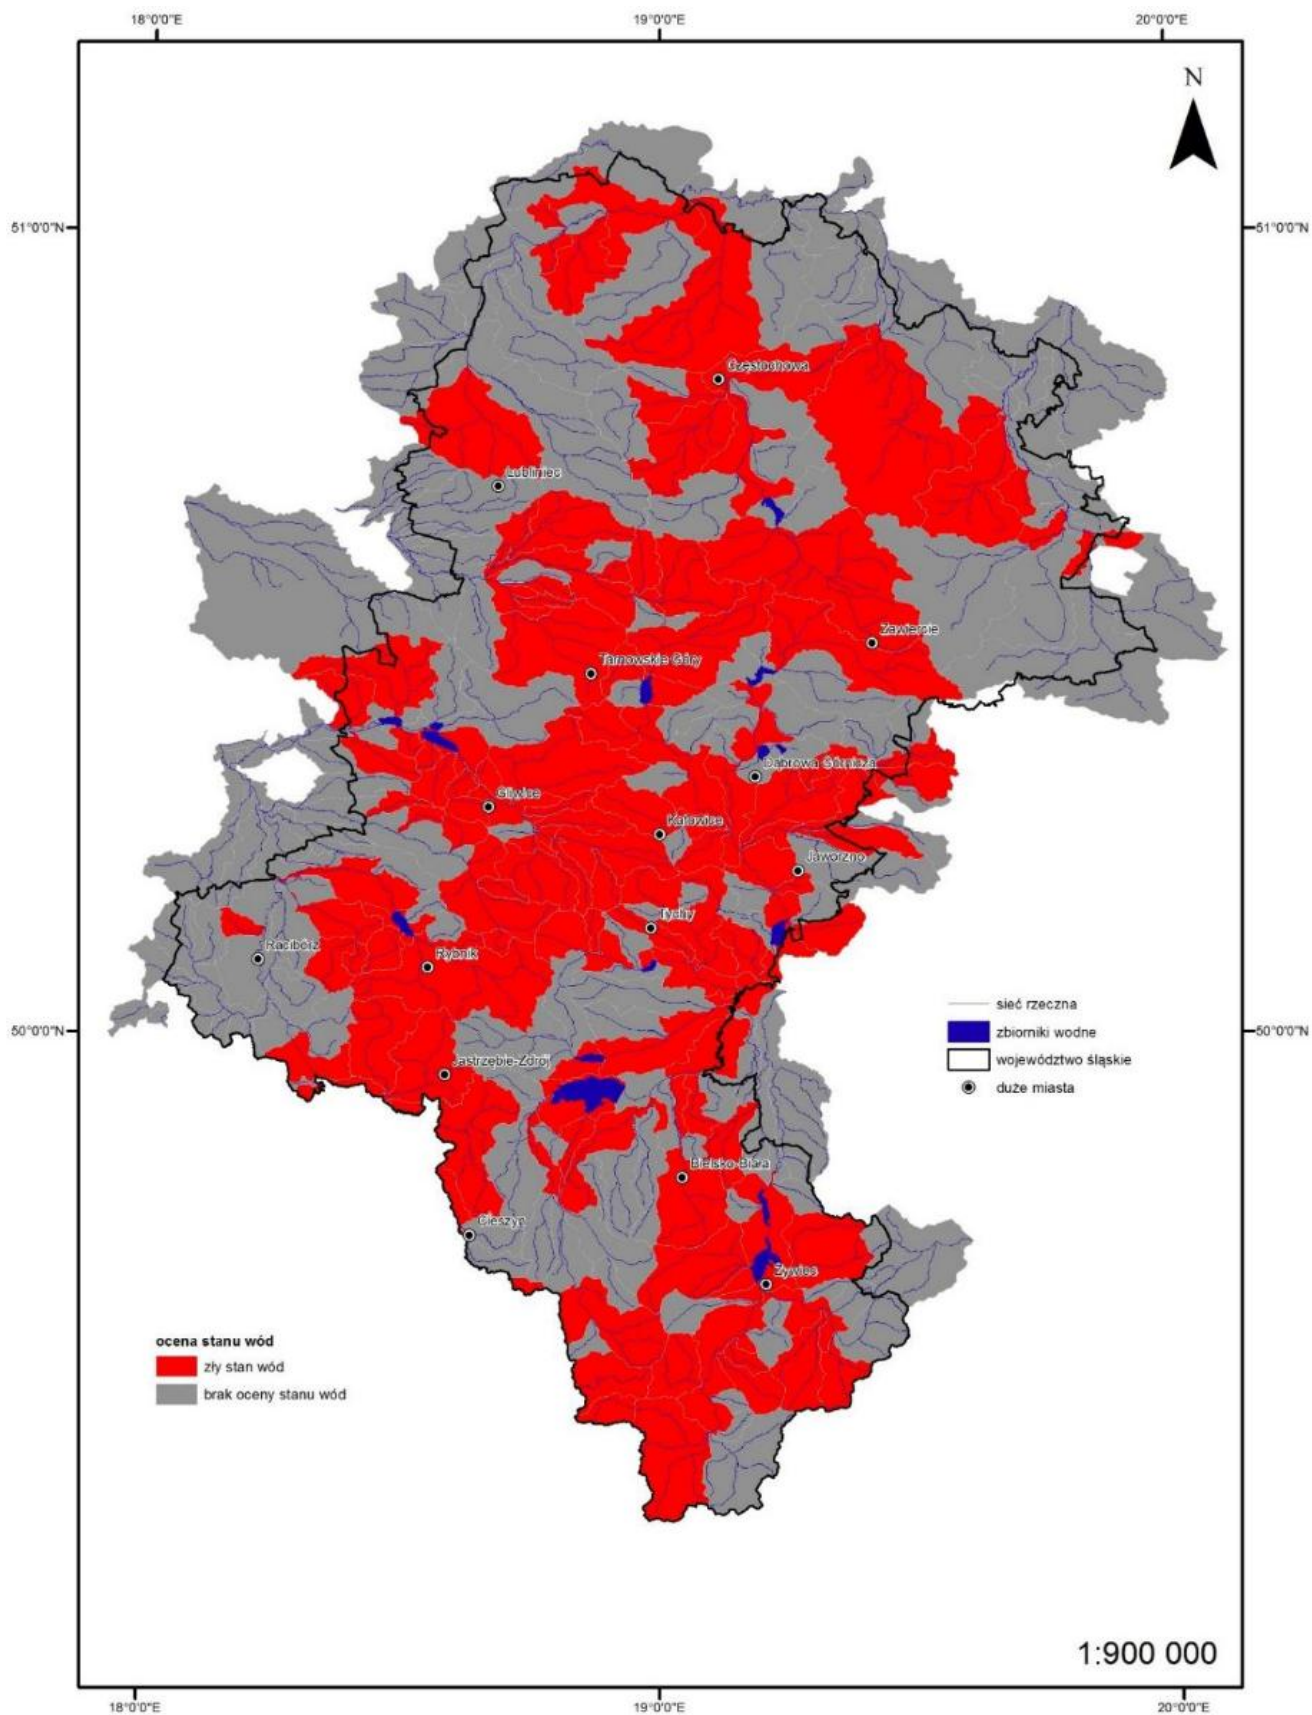 18°0'0"E
19°0'0"E
20°0'0"E
N
51°0'0"N
51°0'0"N
Częstochowa
Lubliniec
Zawiercie
Tarnowskie Góry
Dąbrowa Górnicza
Gliwice
Katowice
Jaworzno
Tychy
Racibórz
Rybnik
sieć rzeczna
50°0'0"N
zbiorniki wodne
50°0'0"N
województwo śląskie
Jastrzębie-Zdrój
duże miasta
Bielsko-Biała
Cieszyn
Żywiec
ocena stanu wód
zły stan wód
brak oceny stanu wód
1:900 000
18°0'0"E
19°0'0"E
20°0'0"E